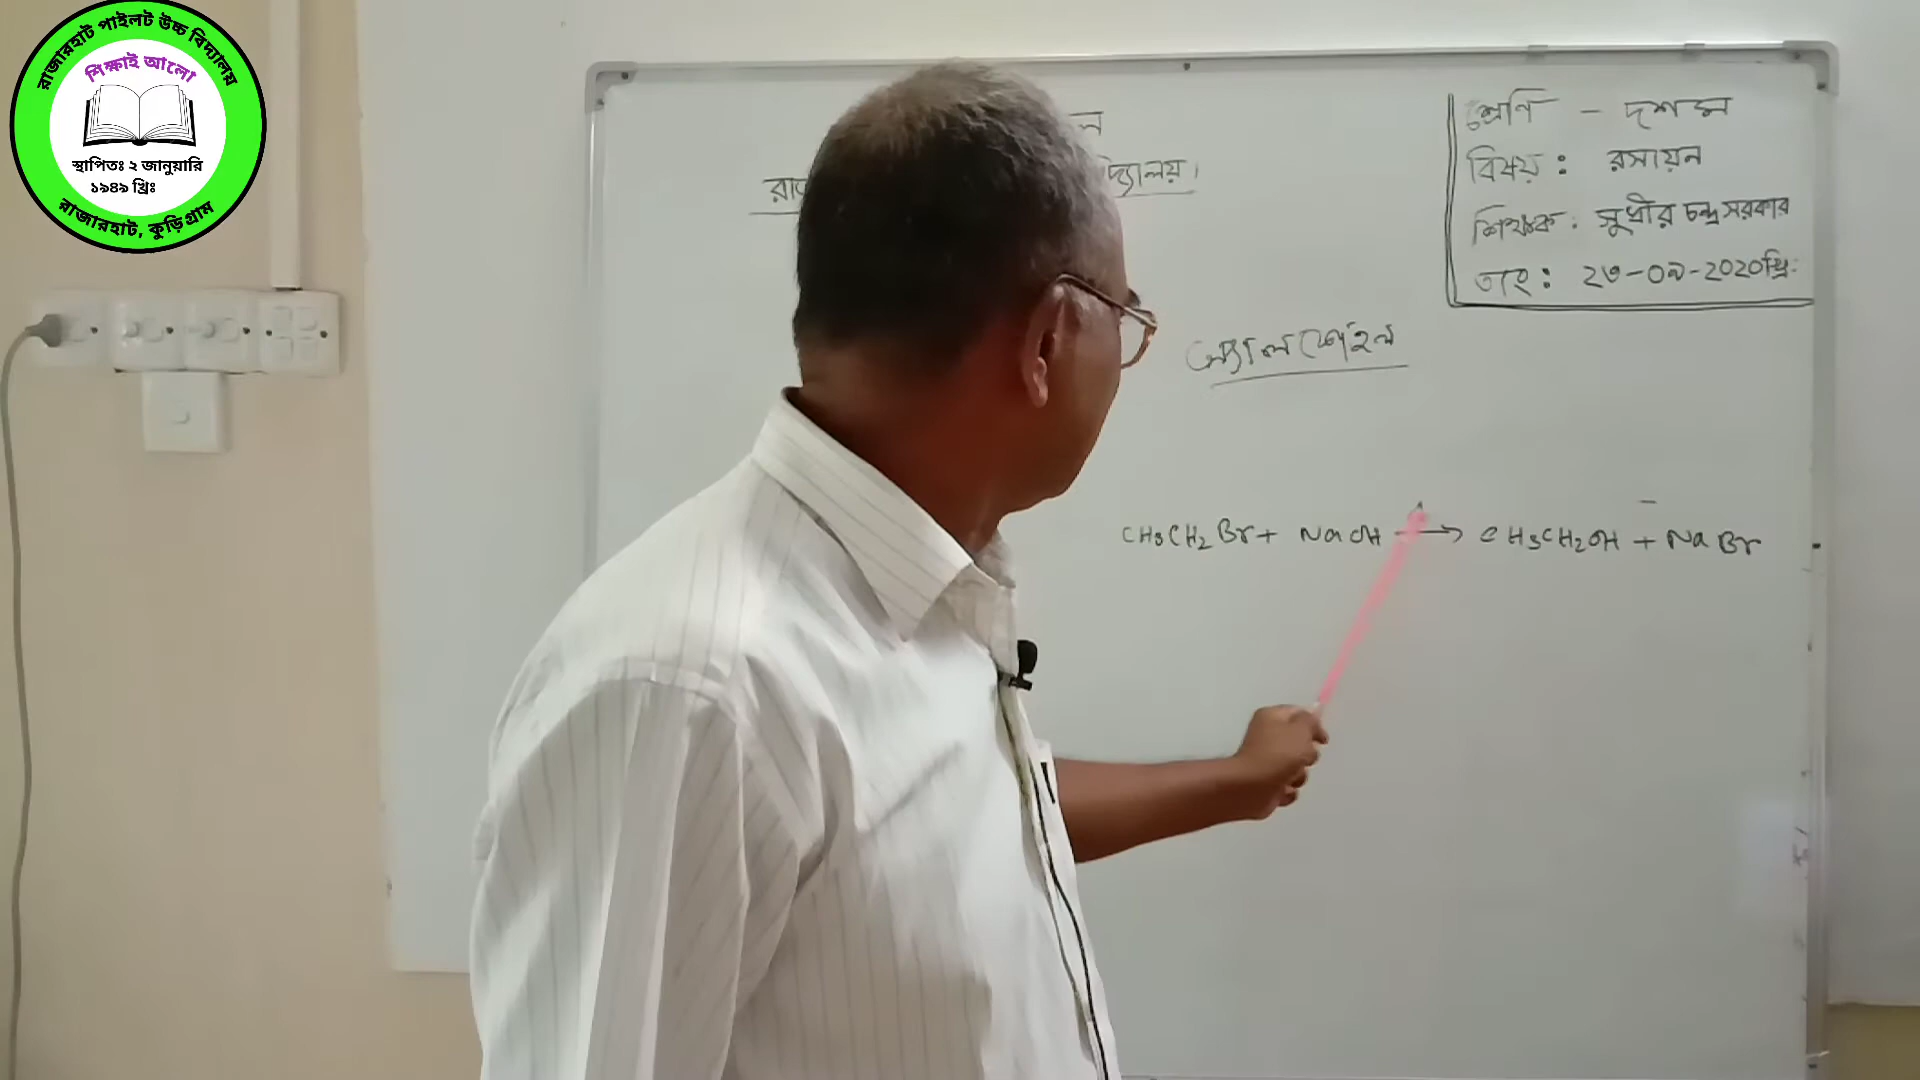 রাজারহাট পাইলট উচ্চ বিদ্যালয়
শিক্ষাই আলো
স্থাপিতঃ ২ জানুয়ারি
১৯৪৯ খ্রিঃ
রাজারহাট, কুড়িগ্রাম
শ্রেণি - দশম
বিষয় : রসায়ন
শিক্ষক : সুধীর চন্দ্র সরকার
তাং : ২৩-০৯-২০২০খ্রি:
CH3CH2Br + NaOH → CH3CH2OH + NaBr